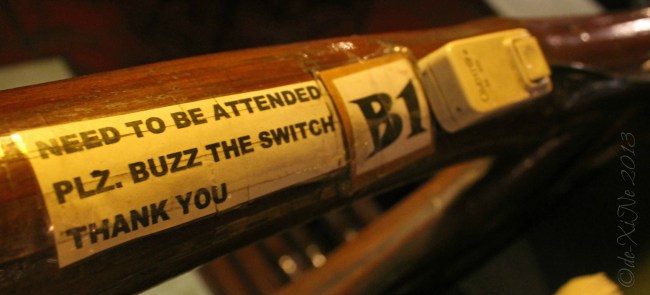 NEED TO BE ATTENDED
PLZ. BUZZ THE SWITCH
THANK YOU
B1
©de-XiNe 2013